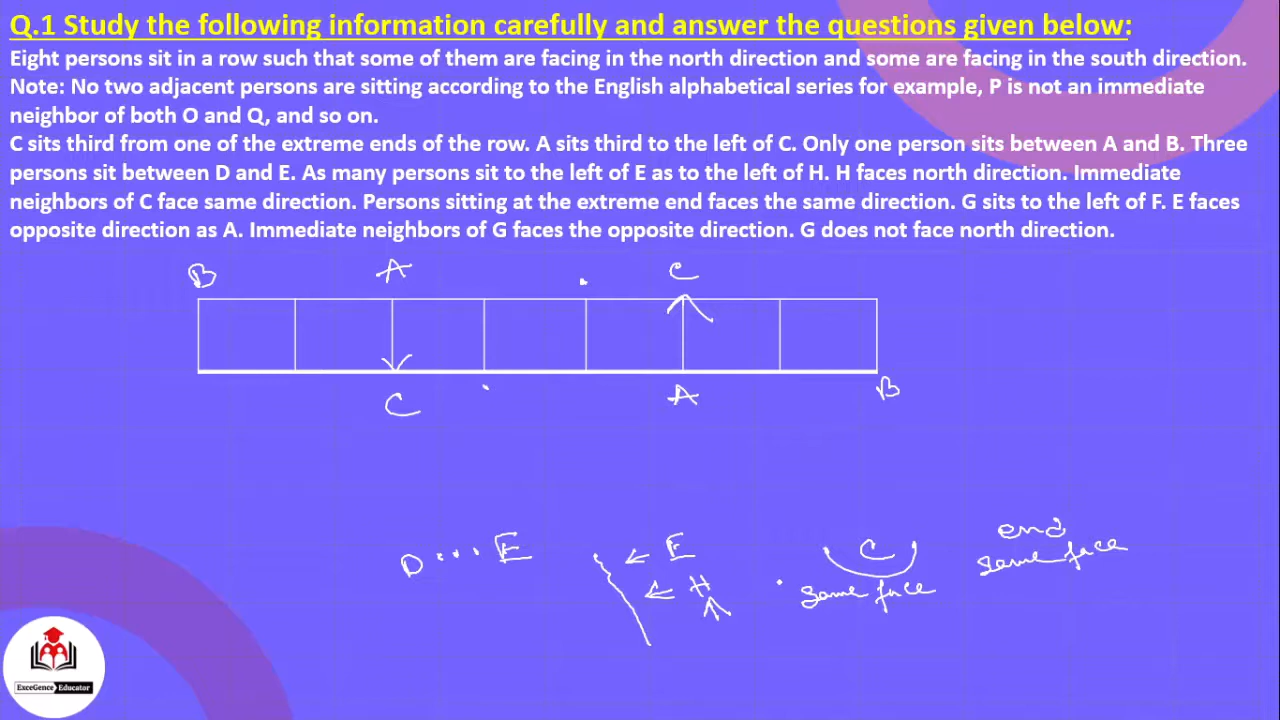 Q.1 Study the following information carefully and answer the questions given below:
Eight persons sit in a row such that some of them are facing in the north direction and some are facing in the south direction.
Note: No two adjacent persons are sitting according to the English alphabetical series for example, P is not an immediate
neighbor of both O and Q, and so on.
C sits third from one of the extreme ends of the row. A sits third to the left of C. Only one person sits between A and B. Three
persons sit between D and E. As many persons sit to the left of E as to the left of H. H faces north direction. Immediate
neighbors of C face same direction. Persons sitting at the extreme end faces the same direction. G sits to the left of F. E faces
opposite direction as A. Immediate neighbors of G faces the opposite direction. G does not face north direction.
B A C
C A B
D ... E
E
H
C
same face
end
same face
ExceGence Educator